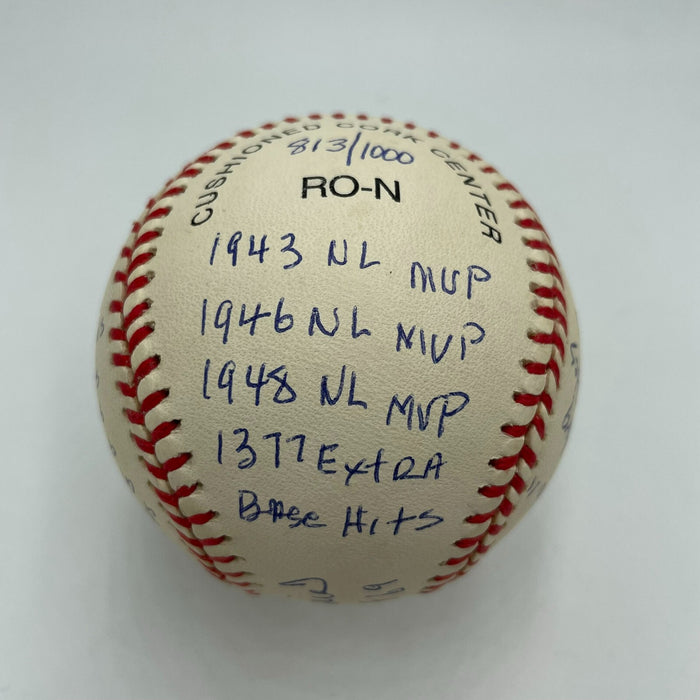 CUSHIONED CORK CENTER
813/1000
RO-N
1943 NL MVP
1946 NL MVP
1948 NL MVP
1377 ExtRA
BAse Hits